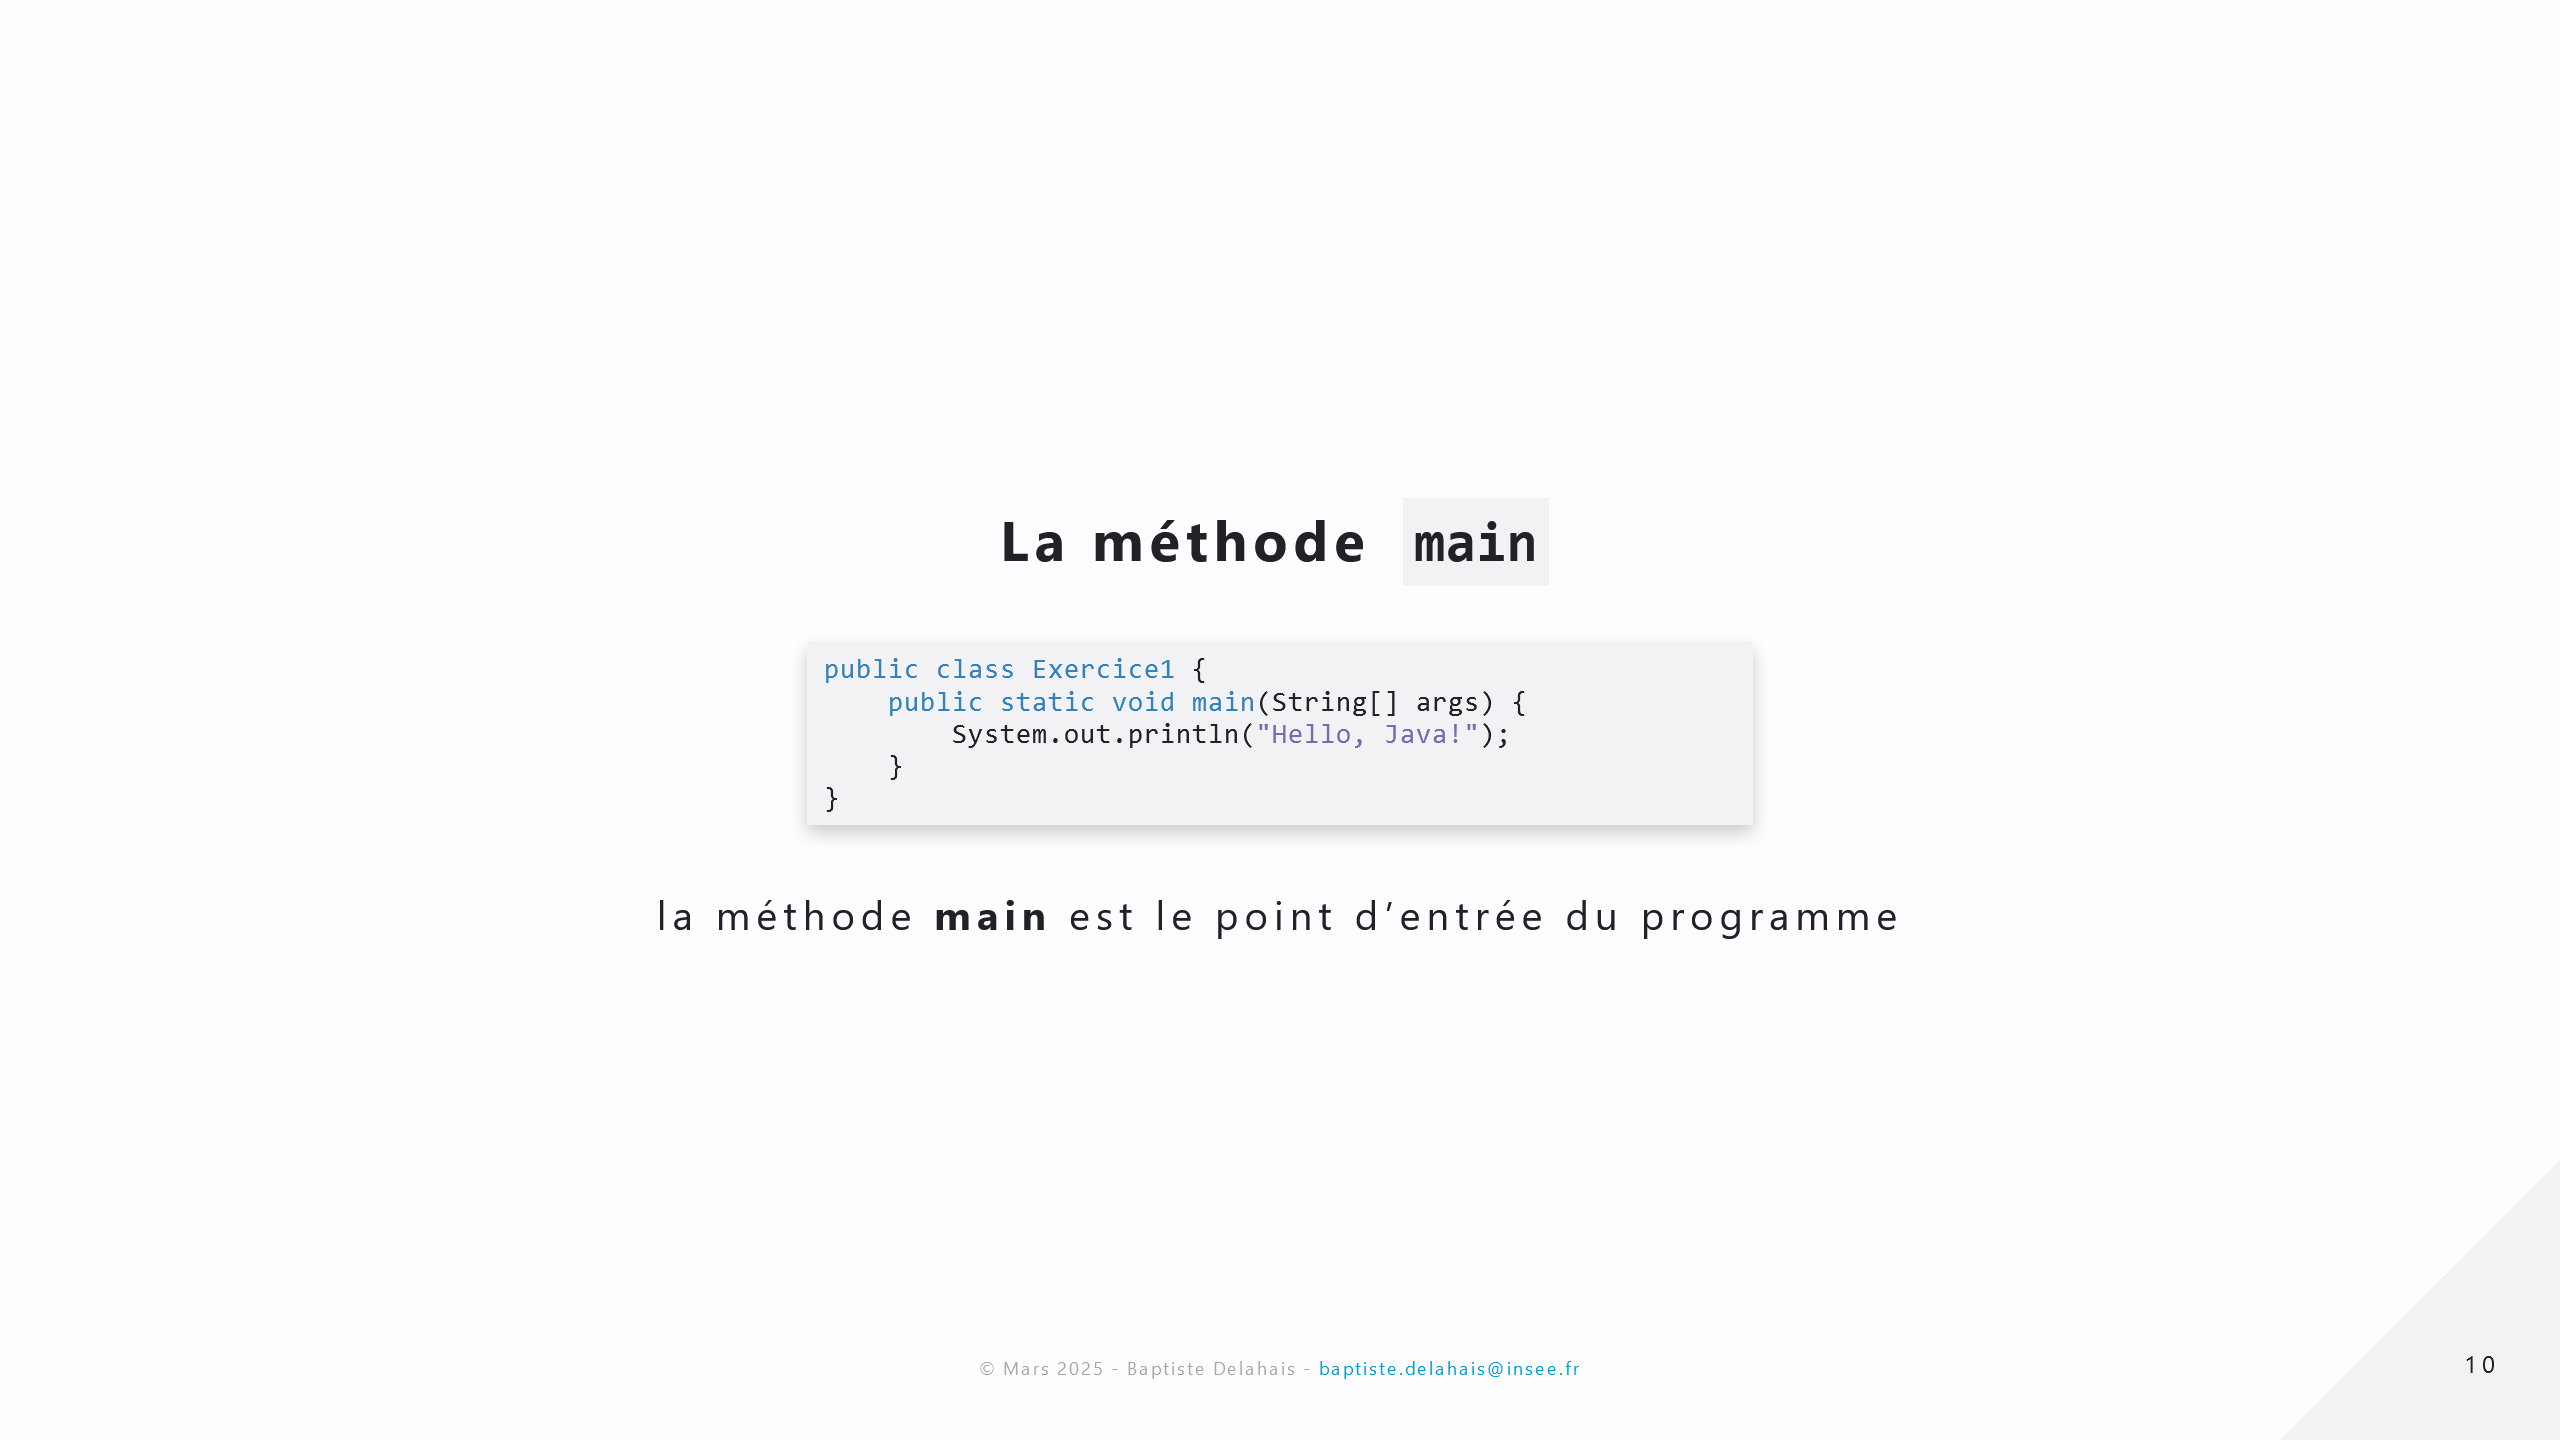 La méthode main
public class Exercice1 {
    public static void main(String[] args) {
        System.out.println("Hello, Java!");
    }
}
la méthode main est le point d’entrée du programme
© Mars 2025 - Baptiste Delahais - baptiste.delahais@insee.fr
10